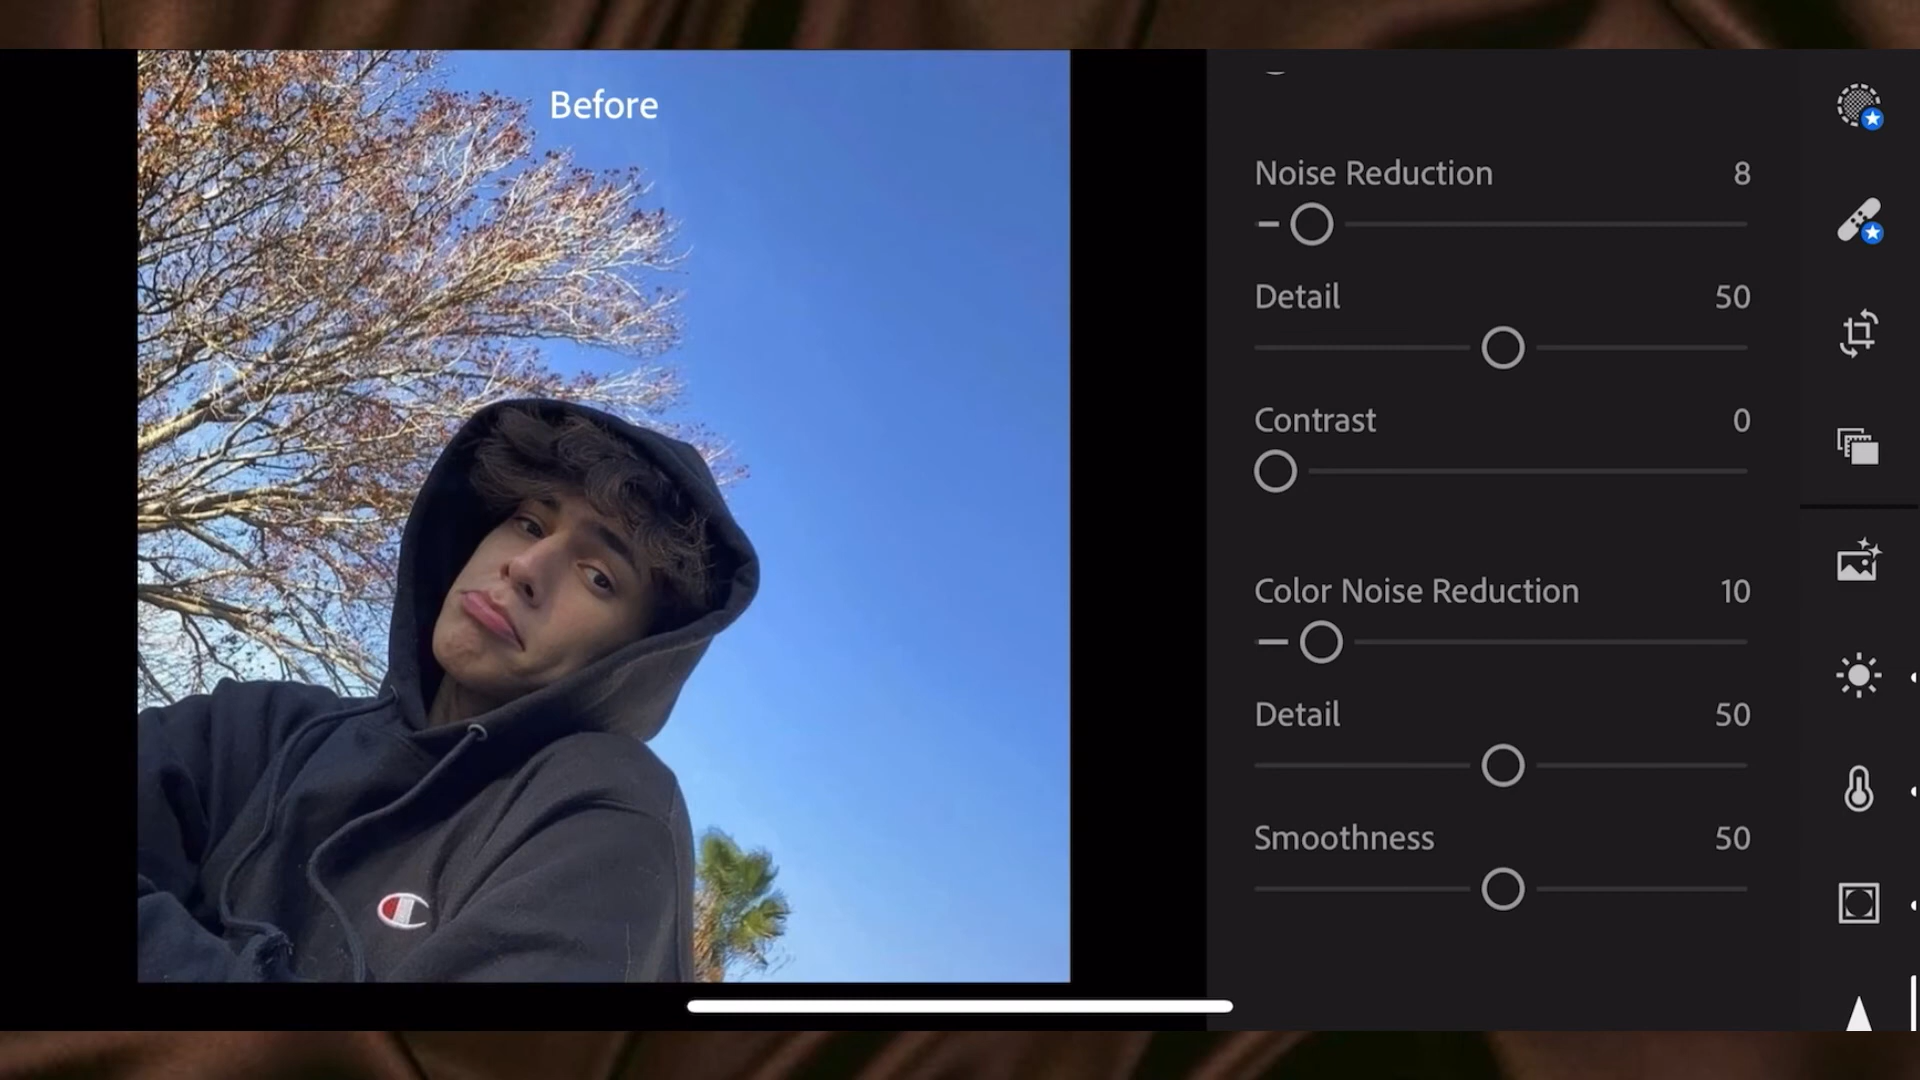 Before
Noise Reduction 8
Detail 50
Contrast 0
Color Noise Reduction 10
Detail 50
Smoothness 50